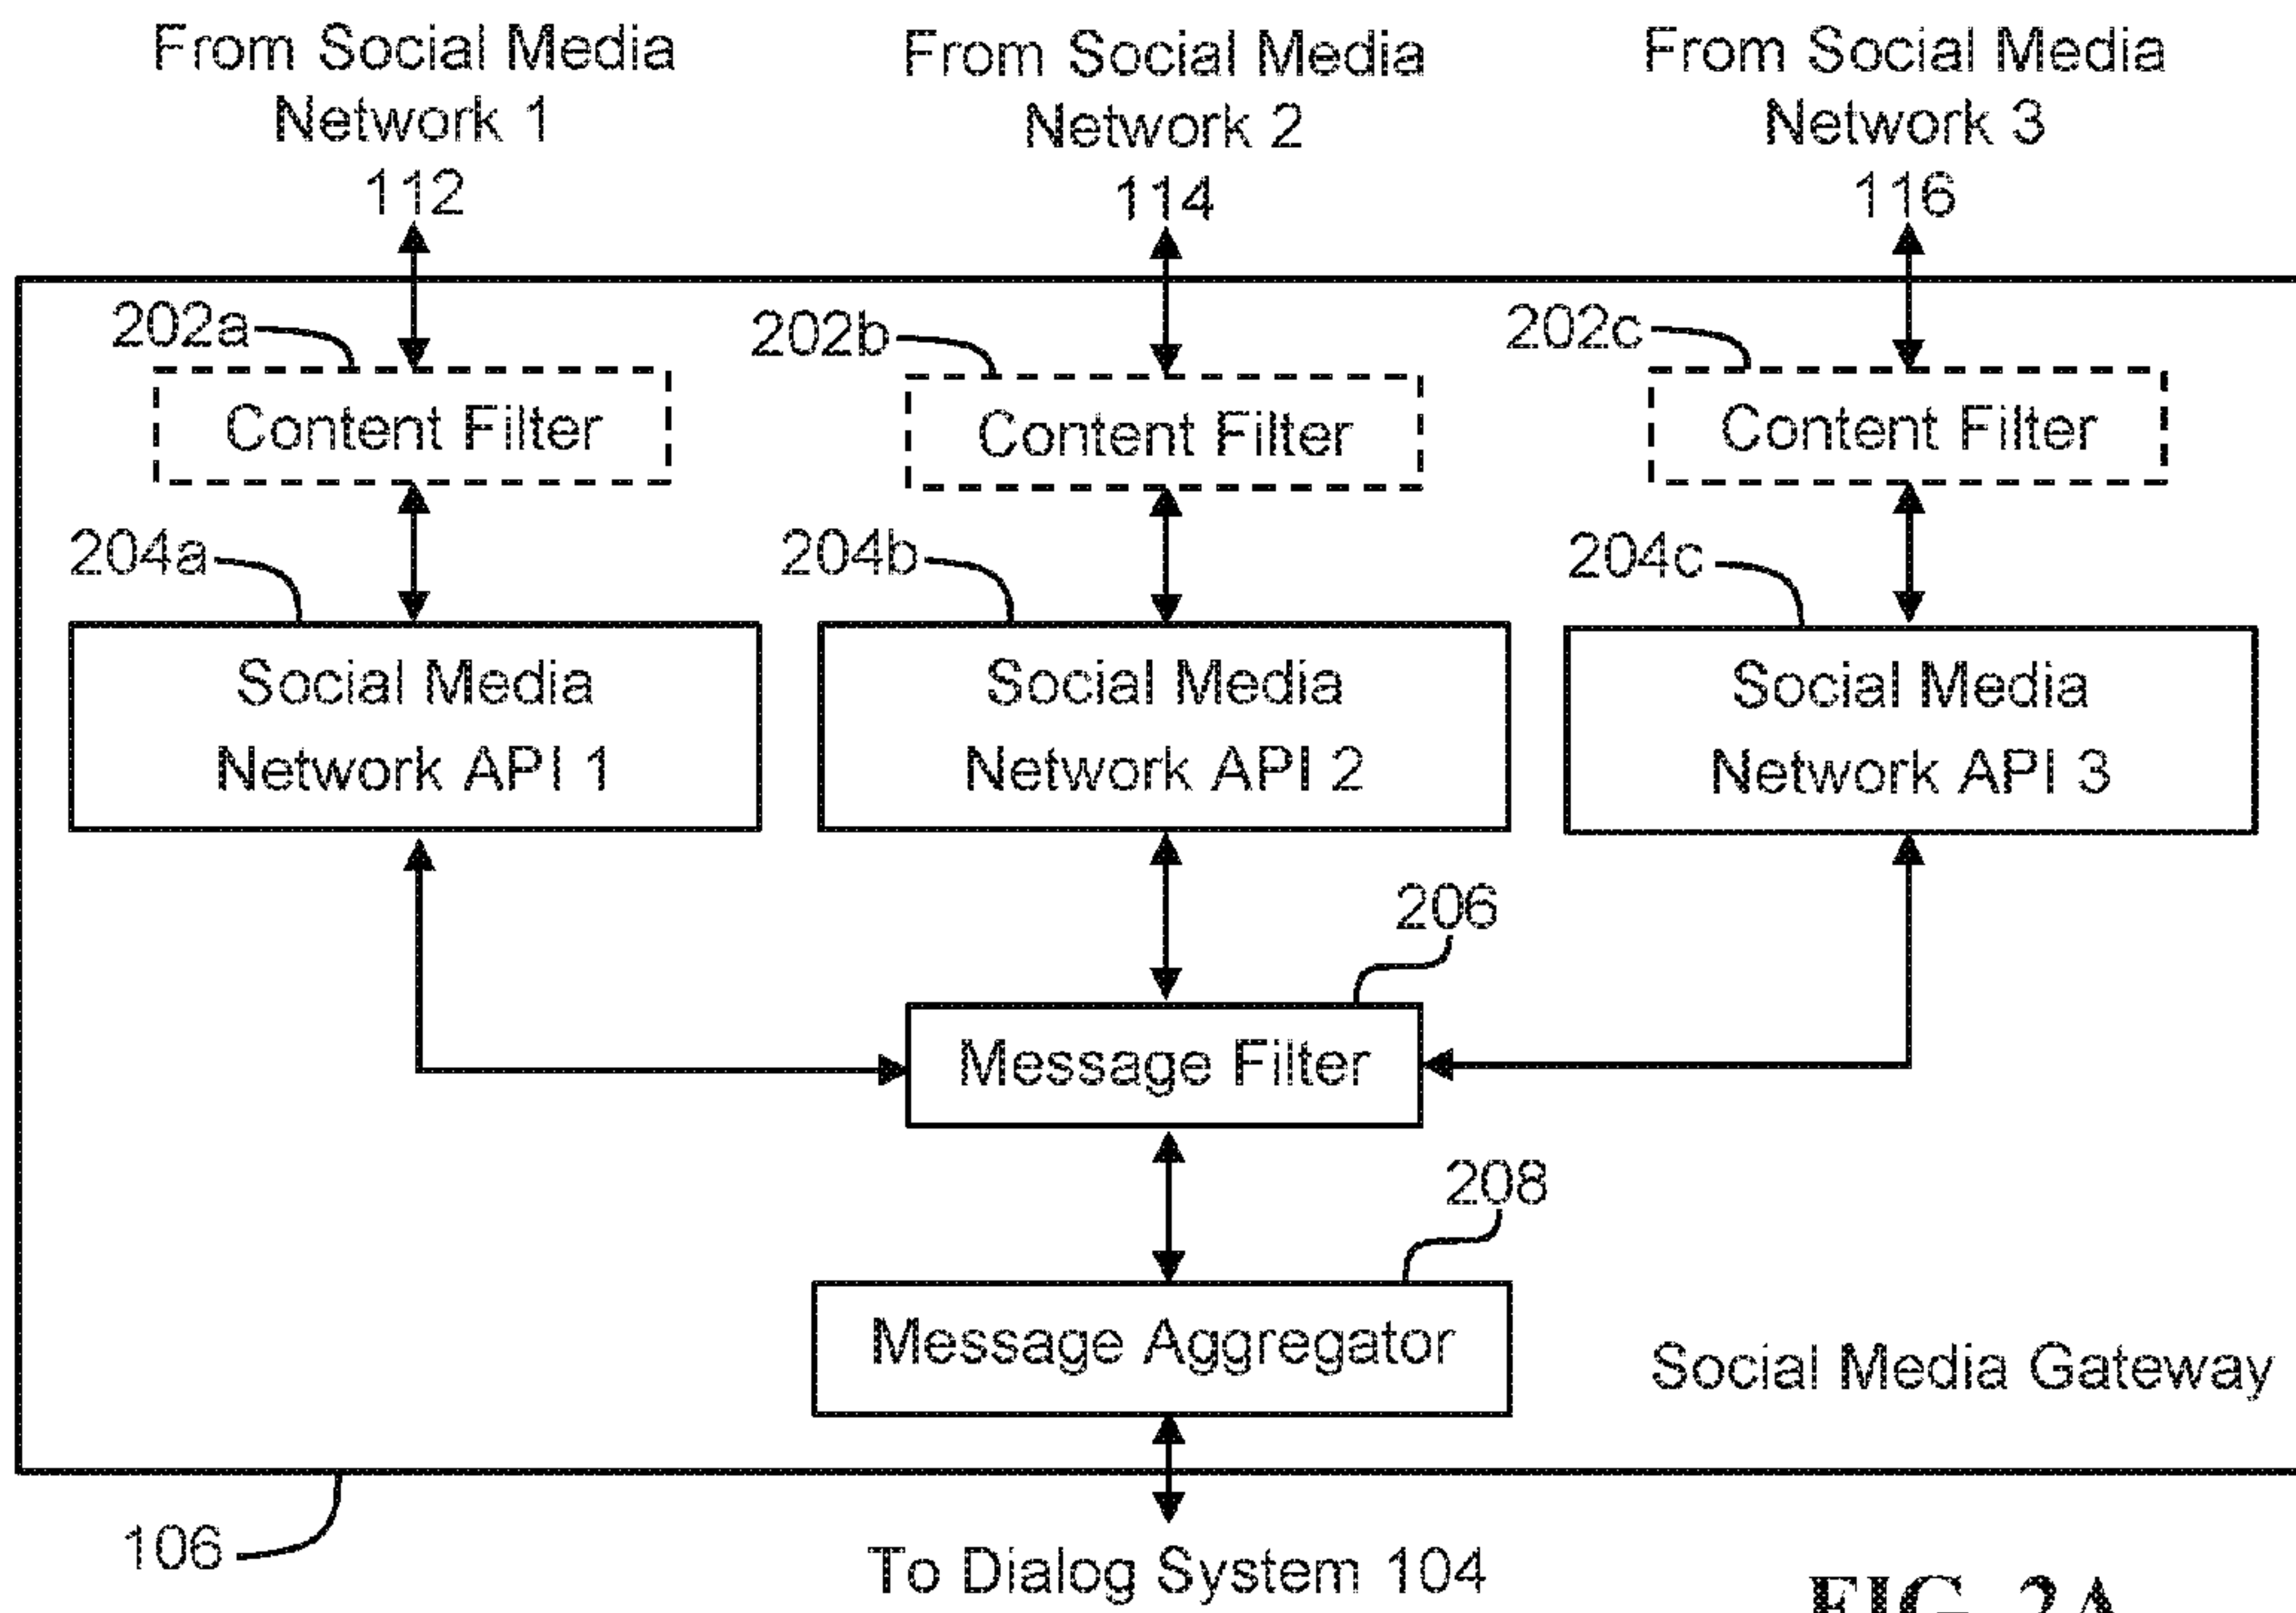 From Social Media
Network 1
112
From Social Media
Network 2
114
From Social Media
Network 3
116
202a
202b
202c
Content Filter
Content Filter
Content Filter
204a
204b
204c
Social Media
Network API 1
Social Media
Network API 2
Social Media
Network API 3
206
Message Filter
208
Message Aggregator
Social Media Gateway
106
To Dialog System 104
FIG. 2A